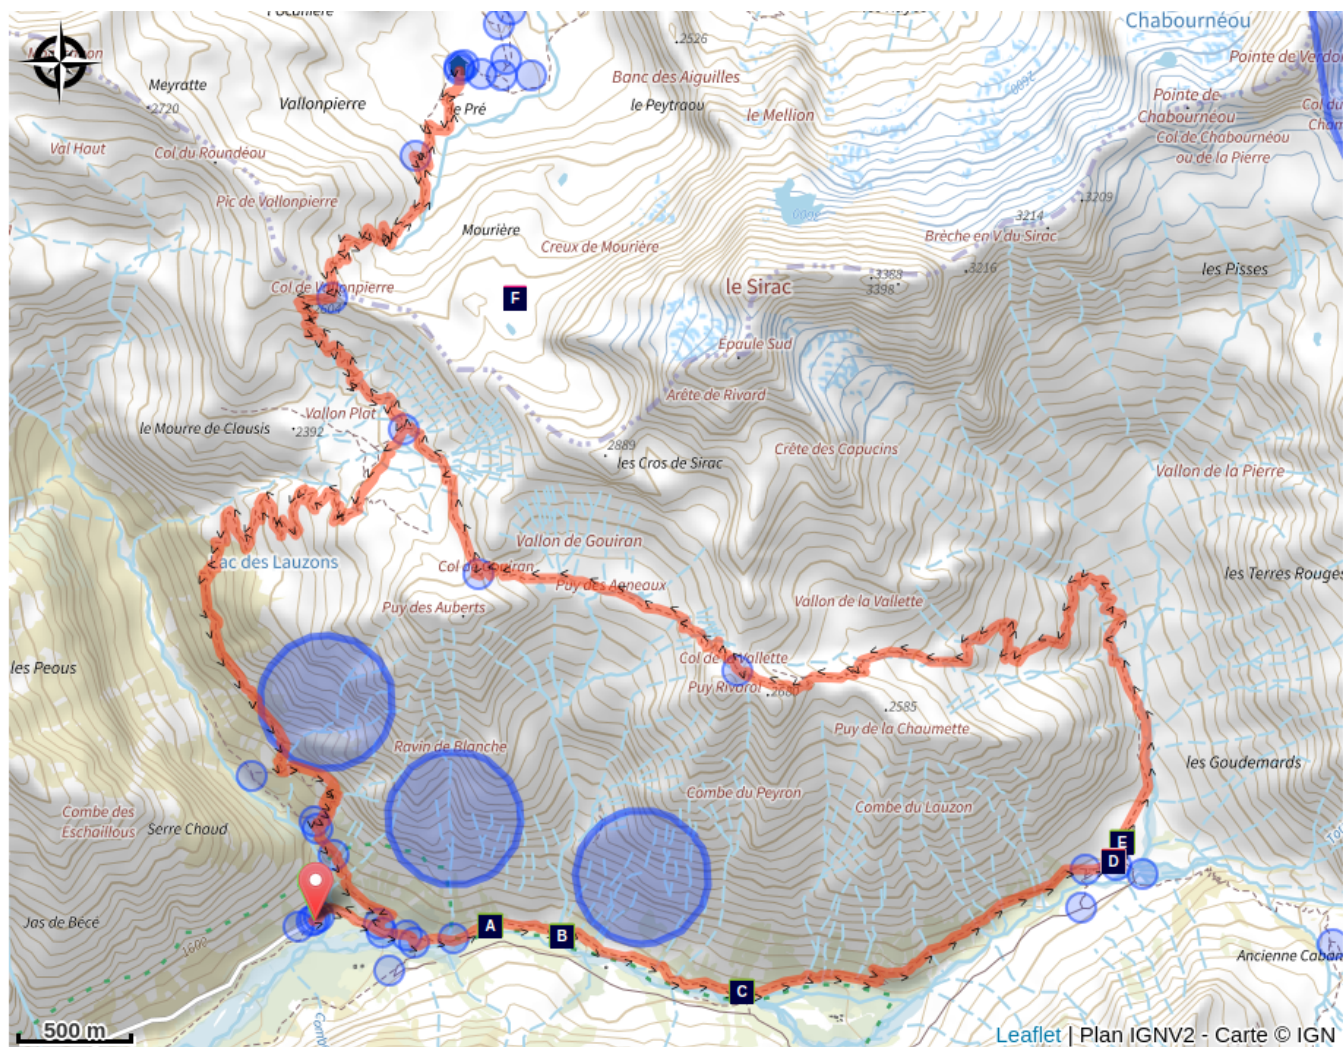 Chabournéou
2526
Banc des Aiguilles
Pointe de
Meyratte
Vallonpierre
le Pré
le Peytraou
2600
2720
le Mellion
Pointe de
Chabournéou
Col de Chabournéou
ou de la Pierre
Val Haut
Col du Roundéou
Pic de Vallonpierre
3209
3214
Mourière
Creux de Mourière
Brèche en V du Sirac
3216
les Pisses
Col de Vallonpierre
le Sirac
3388
3398
F
Epaule Sud
Arête de Rivard
Vallon Plat
le Mourre de Clausis
2392
2889
les Cros de Sirac
Crête des Capucins
Vallon de la Pierre
Vallon de Gouiran
ac des Lauzons
Col de Gouiran
Puy des Agneaux
les Terres Rouges
Puy des Auberts
Vallon de la Vallette
les Peous
Col de la Vallette
Puy Rivarol
2680
2585
Puy de la Chaumette
Ravin de Blanche
les Goudemards
Combe du Peyron
Combe du Lauzon
Combe des
Eschaillous
Serre Chaud
E
D
Jas de Bécé
1600
A
B
C
500 m
Leaflet | Plan IGNV2 - Carte © IGN